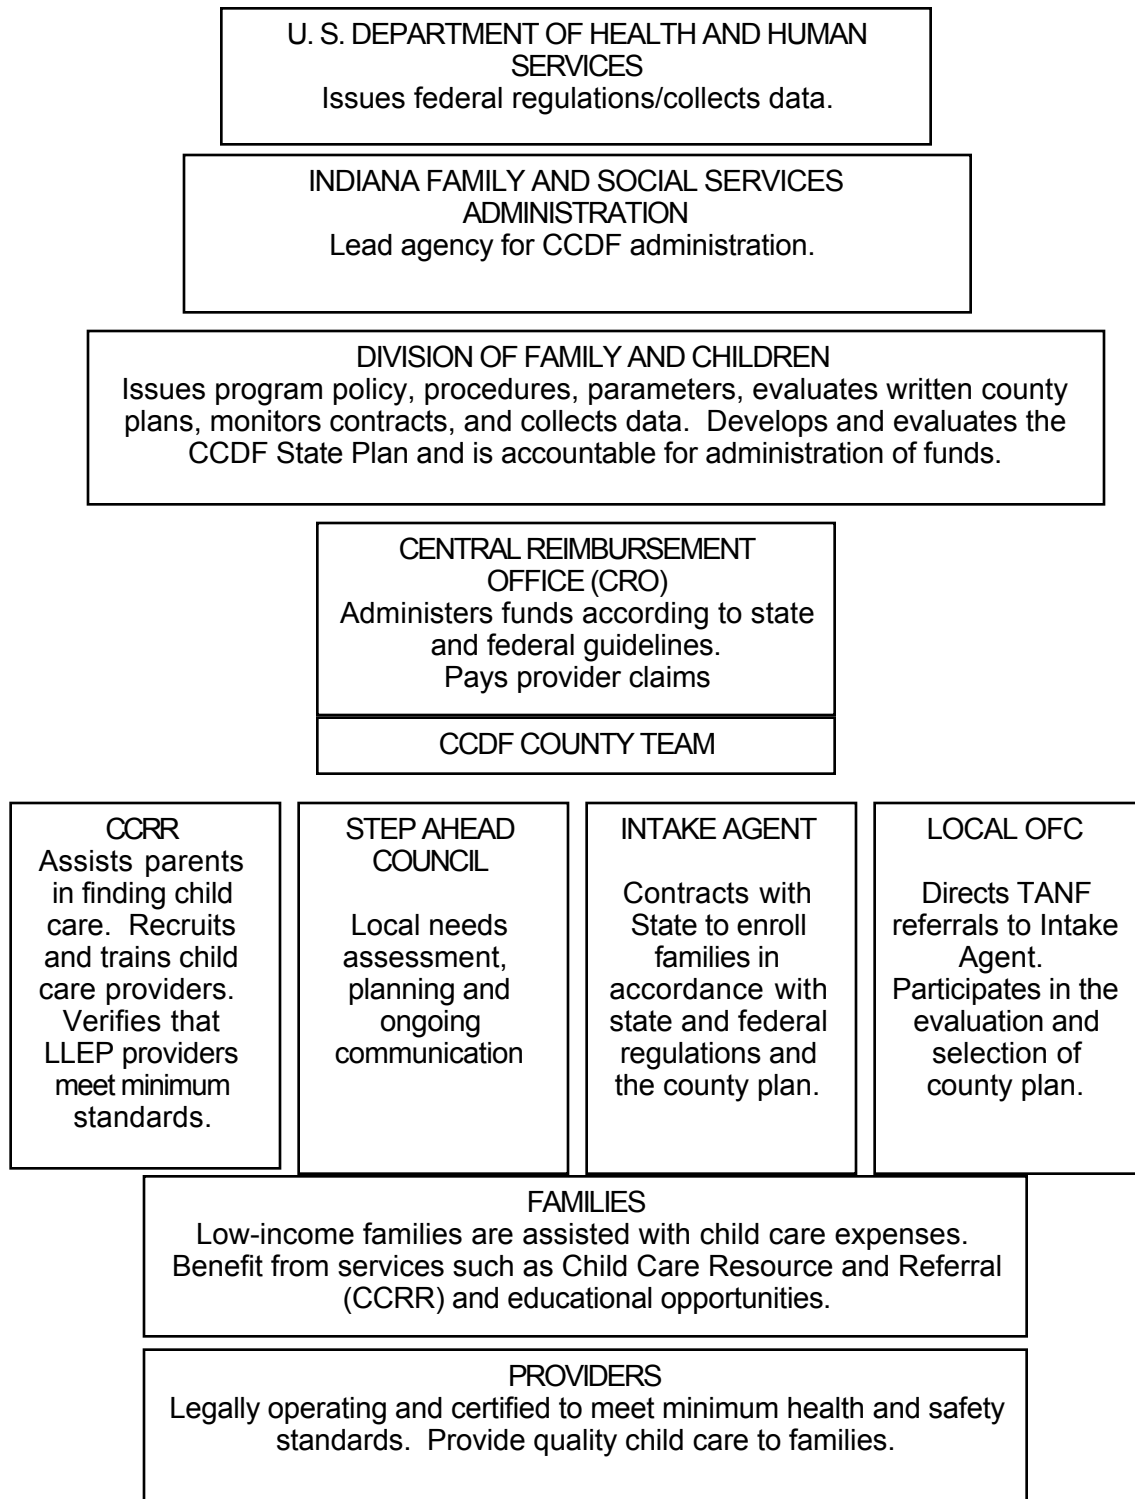 U. S. DEPARTMENT OF HEALTH AND HUMAN
SERVICES
Issues federal regulations/collects data.
INDIANA FAMILY AND SOCIAL SERVICES
ADMINISTRATION
Lead agency for CCDF administration.
DIVISION OF FAMILY AND CHILDREN
Issues program policy, procedures, parameters, evaluates written county
plans, monitors contracts, and collects data. Develops and evaluates the
CCDF State Plan and is accountable for administration of funds.
CENTRAL REIMBURSEMENT
OFFICE (CRO)
Administers funds according to state
and federal guidelines.
Pays provider claims
CCDF COUNTY TEAM
CCRR
Assists parents
in finding child
care. Recruits
and trains child
care providers.
Verifies that
LLEP providers
meet minimum
standards.
STEP AHEAD
COUNCIL
Local needs
assessment,
planning and
ongoing
communication
INTAKE AGENT
Contracts with
State to enroll
families in
accordance with
state and federal
regulations and
the county plan.
LOCAL OFC
Directs TANF
referrals to Intake
Agent.
Participates in the
evaluation and
selection of
county plan.
FAMILIES
Low-income families are assisted with child care expenses.
Benefit from services such as Child Care Resource and Referral
(CCRR) and educational opportunities.
PROVIDERS
Legally operating and certified to meet minimum health and safety
standards. Provide quality child care to families.